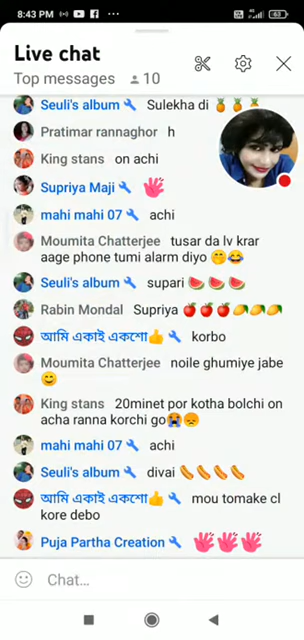 8:43 PM
63
Live chat
Top messages 10
Seuli's album Sulekha di 🍍🍍🍍
Pratimar rannaghor h
King stans on achi
Supriya Maji 👋
mahi mahi 07 achi
Moumita Chatterjee tusar da lv krar
aage phone tumi alarm diyo 🤭😂
Seuli's album supari 🍉🍉🍉
Rabin Mondal Supriya 🍎🍎🍎🥭🥭🥭
আমি একাই একশো👍 korbo
Moumita Chatterjee noile ghumiye jabe
😊
King stans 20minet por kotha bolchi on
acha ranna korchi go😭😞
mahi mahi 07 achi
Seuli's album divai 🌭🌭🌭🌭
আমি একাই একশো👍 mou tomake cl
kore debo
Puja Partha Creation 👋👋👋
Chat...